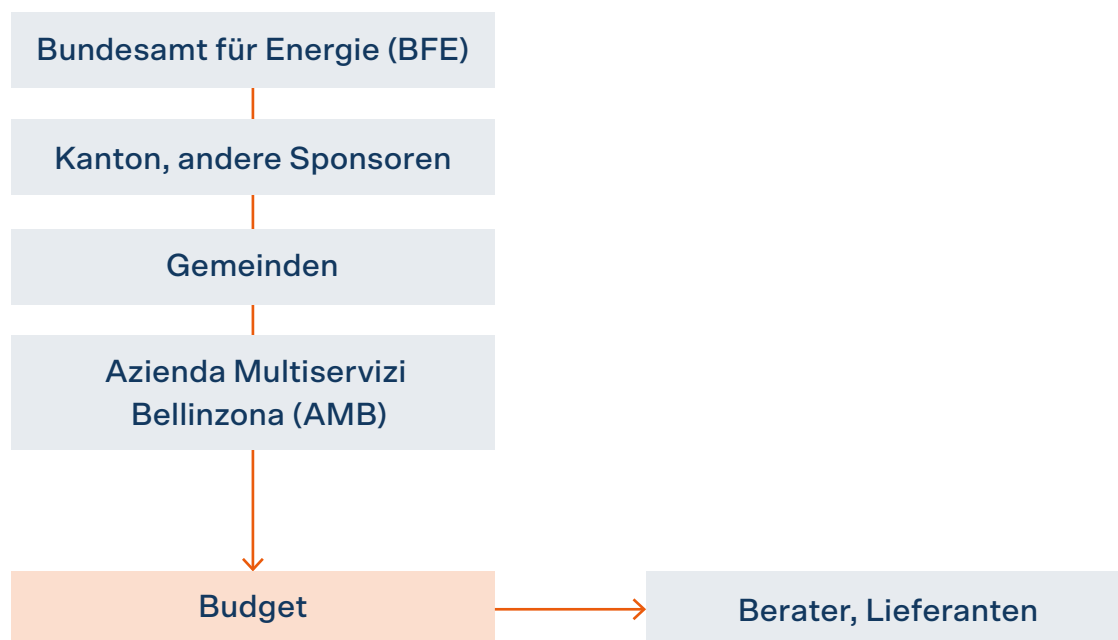 Bundesamt für Energie (BFE)
Kanton, andere Sponsoren
Gemeinden
Azienda Multiservizi
Bellinzona (AMB)
Budget
Berater, Lieferanten